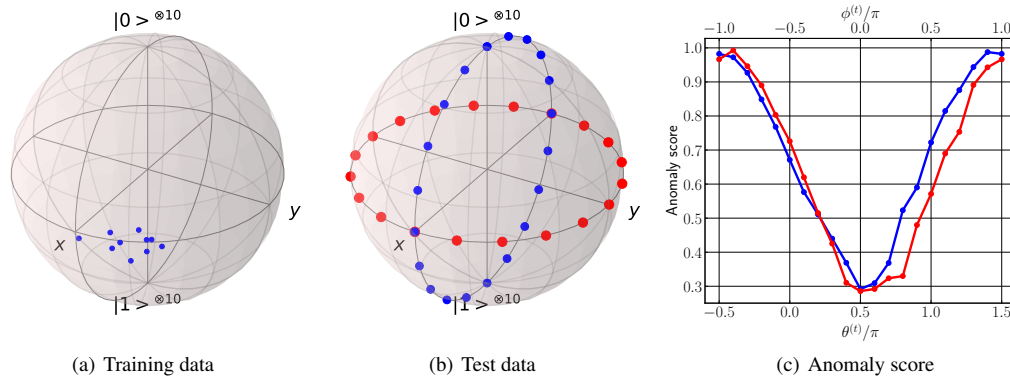 |0 > ⊗10
x
y
|1 > ⊗10
(a) Training data
|0 > ⊗10
x
y
|1 > ⊗10
(b) Test data
ϕ^(t)/π
−1.0 −0.5 0.0 0.5 1.0
Anomaly score
1.0
0.9
0.8
0.7
0.6
0.5
0.4
0.3
−0.5 0.0 0.5 1.0 1.5
θ^(t)/π
(c) Anomaly score